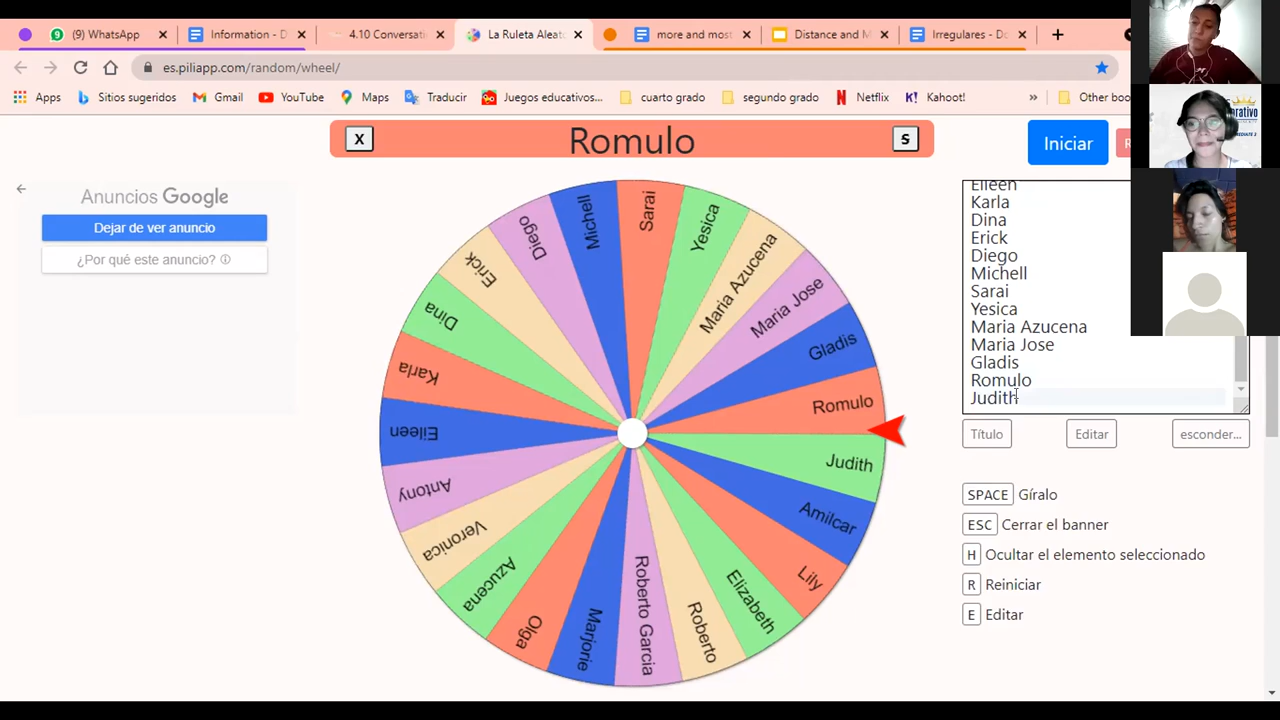 (9) WhatsApp
Information - D
4.10 Conversati
La Ruleta Aleat
more and most
Distance and M
Irregulares - Do
es.piliapp.com/random/wheel/
Apps
Sitios sugeridos
Gmail
YouTube
Maps
Traducir
Juegos educativos...
cuarto grado
segundo grado
Netflix
Kahoot!
»
Other boo
X
Romulo
S
Iniciar
R
Anuncios Google
Dejar de ver anuncio
¿Por qué este anuncio?
Michell
Sarai
Yesica
Maria Azucena
Maria Jose
Gladis
Romulo
Judith
Amilcar
Lily
Elizabeth
Roberto
Roberto Garcia
Marjorie
Olga
Azucena
Veronica
Antony
Eileen
Karla
Dina
Erick
Diego
Eileen
Karla
Dina
Erick
Diego
Michell
Sarai
Yesica
Maria Azucena
Maria Jose
Gladis
Romulo
Judith
Título
Editar
esconder...
SPACE Gíralo
ESC Cerrar el banner
H Ocultar el elemento seleccionado
R Reiniciar
E Editar